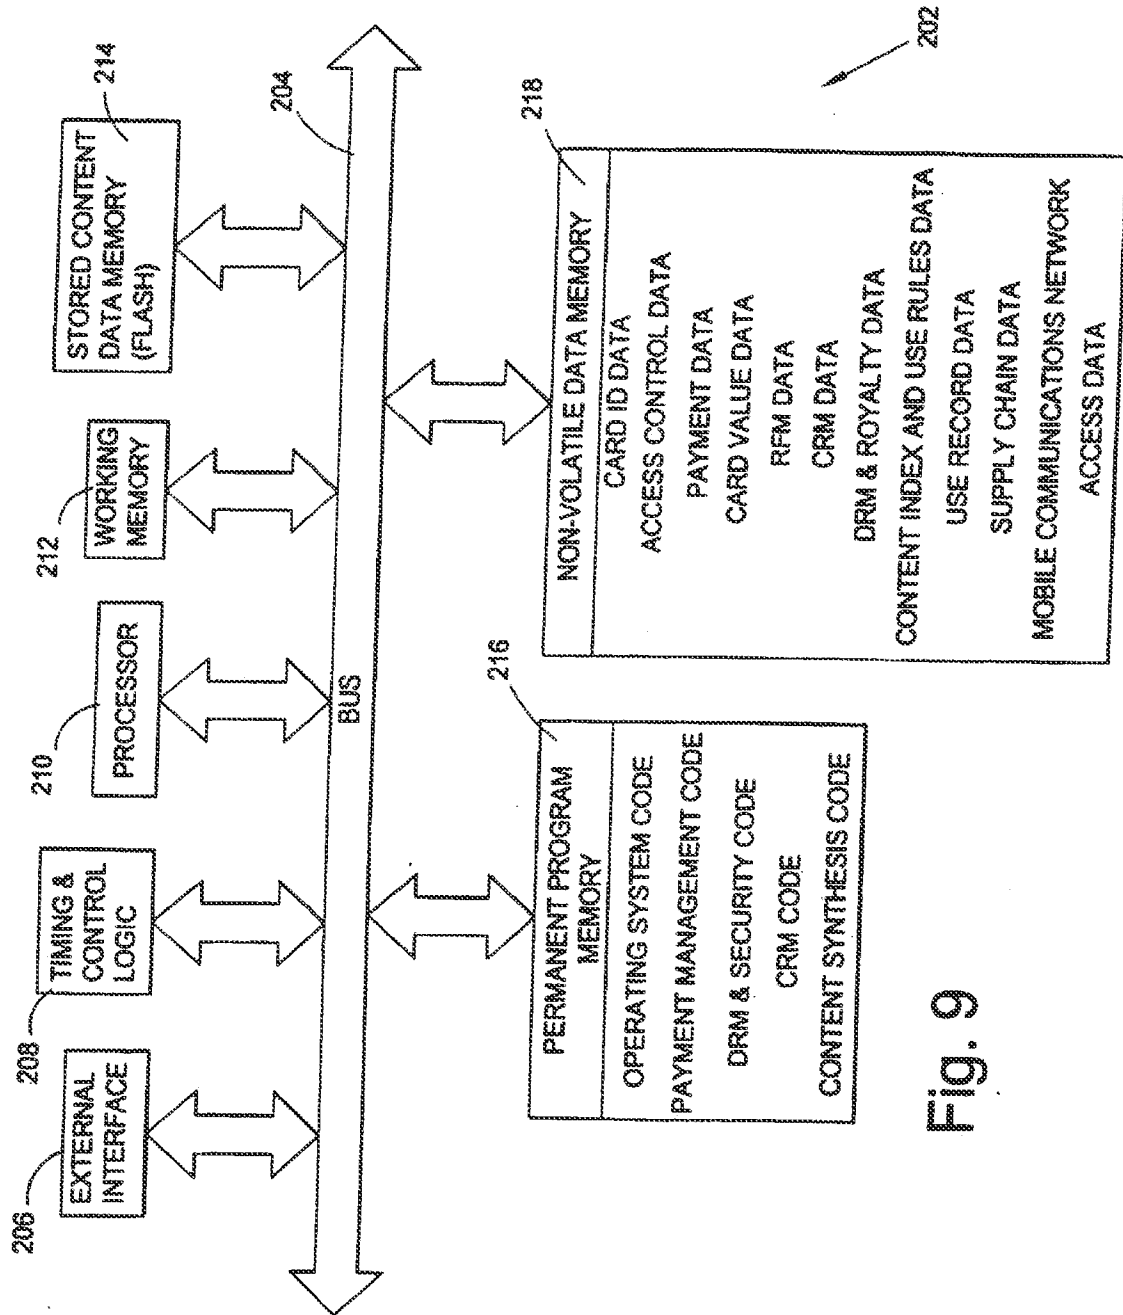 206
EXTERNAL
INTERFACE
208
TIMING &
CONTROL
LOGIC
210
PROCESSOR
212
WORKING
MEMORY
214
STORED CONTENT
DATA MEMORY
(FLASH)
204
BUS
216
PERMANENT PROGRAM
MEMORY
OPERATING SYSTEM CODE
PAYMENT MANAGEMENT CODE
DRM & SECURITY CODE
CRM CODE
CONTENT SYNTHESIS CODE
218
NON-VOLATILE DATA MEMORY
CARD ID DATA
ACCESS CONTROL DATA
PAYMENT DATA
CARD VALUE DATA
RFM DATA
CRM DATA
DRM & ROYALTY DATA
CONTENT INDEX AND USE RULES DATA
USE RECORD DATA
SUPPLY CHAIN DATA
MOBILE COMMUNICATIONS NETWORK
ACCESS DATA
202
Fig. 9